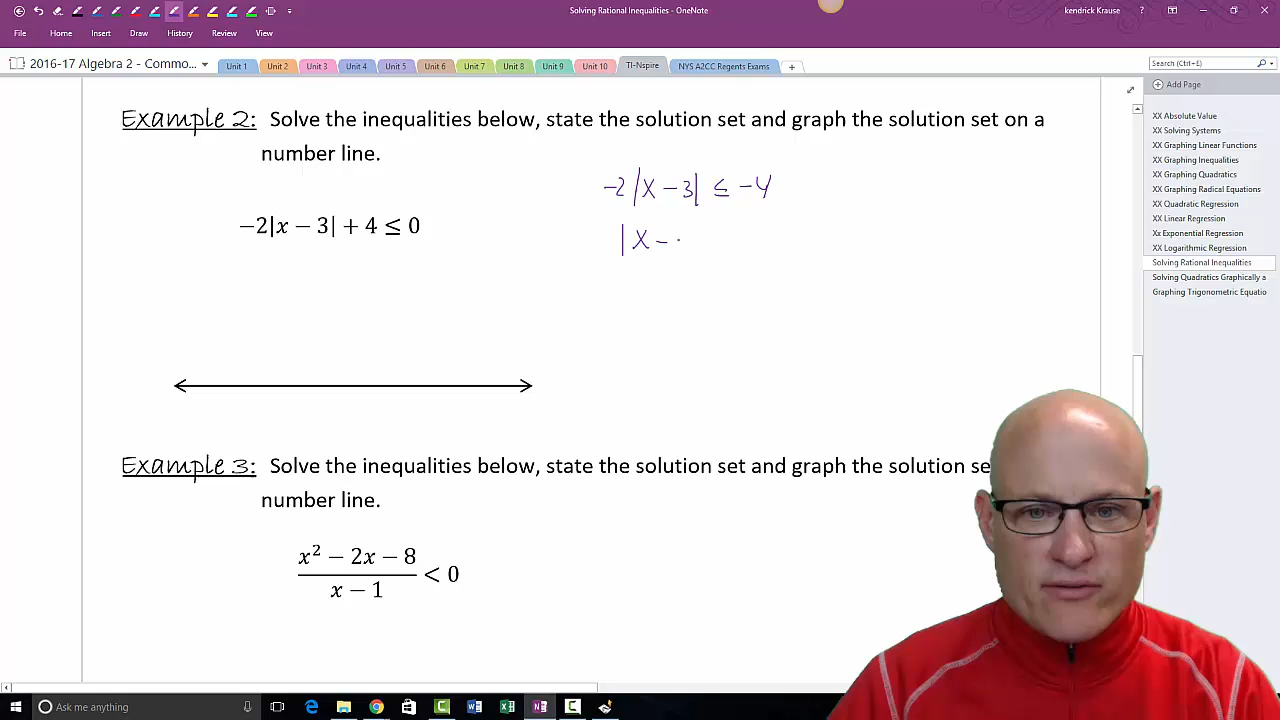 Solving Rational Inequalities - OneNote
kendrick Krause
File Home Insert Draw History Review View
2016-17 Algebra 2 - Commo...
Unit 1 Unit 2 Unit 3 Unit 4 Unit 5 Unit 6 Unit 7 Unit 8 Unit 9 Unit 10 TI-Nspire NYS A2CC Regents Exams
Search (Ctrl+E)
Add Page
XX Absolute Value
XX Solving Systems
XX Graphing Linear Functions
XX Graphing Inequalities
XX Graphing Quadratics
XX Graphing Radical Equations
XX Quadratic Regression
XX Linear Regression
Xx Exponential Regression
XX Logarithmic Regression
Solving Rational Inequalities
Solving Quadratics Graphically a
Graphing Trigonometric Equatio
Example 2: Solve the inequalities below, state the solution set and graph the solution set on a
number line.
-2|x-3| ≤ -4
−2|x − 3| + 4 ≤ 0
|x-
Example 3: Solve the inequalities below, state the solution set and graph the solution se
number line.
x² − 2x − 8
x − 1
< 0
Ask me anything